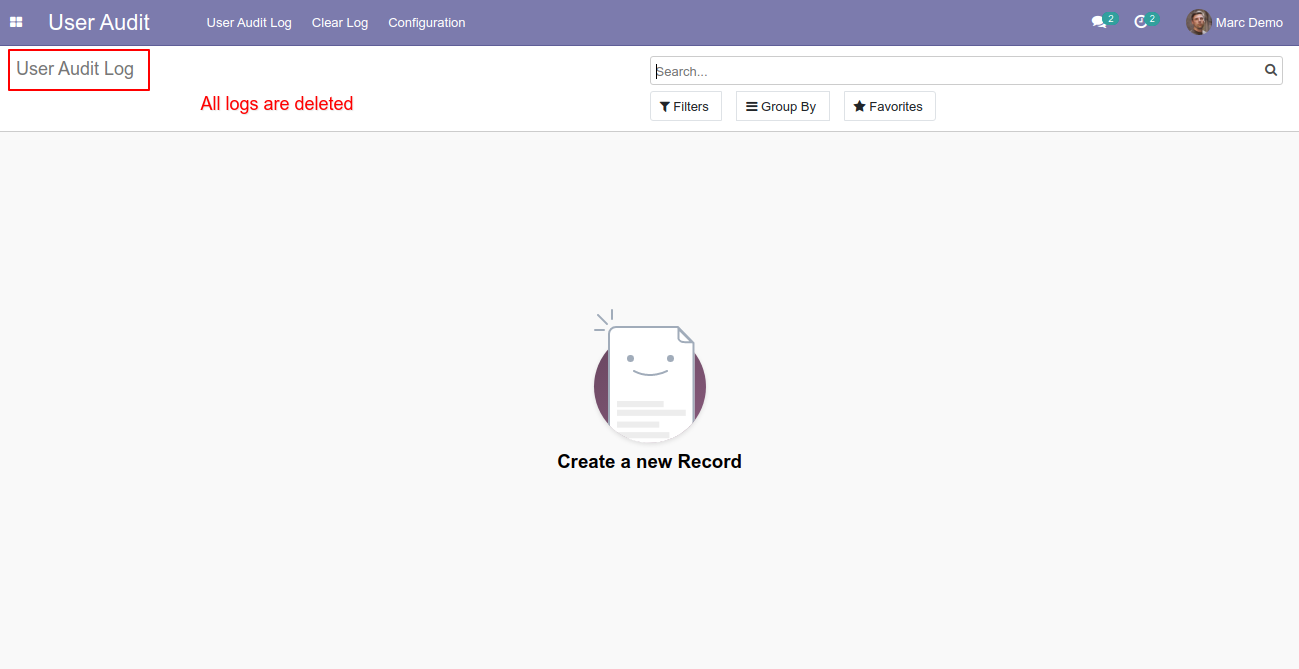 User Audit User Audit Log Clear Log Configuration 2 2 Marc Demo
User Audit Log
Search...
All logs are deleted
Filters Group By Favorites
Create a new Record